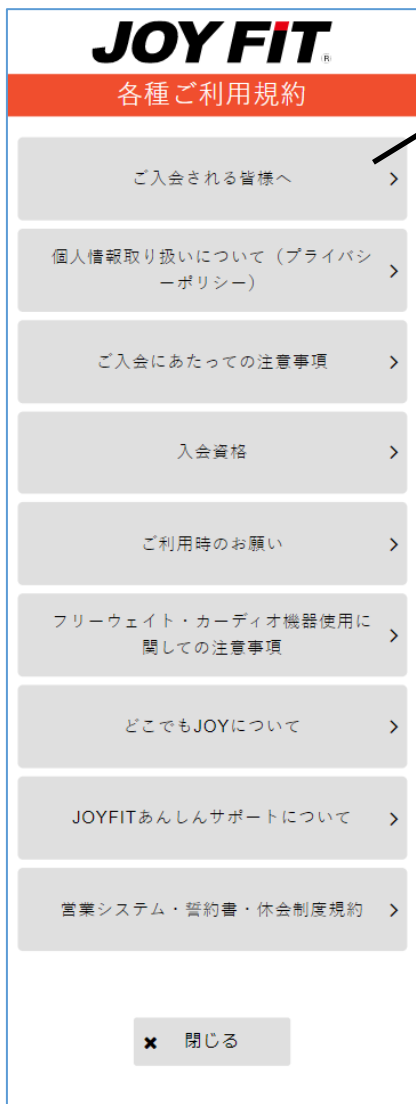 JOYFIT®
各種ご利用規約
ご入会される皆様へ
個人情報取り扱いについて（プライバシ
ーポリシー）
ご入会にあたっての注意事項
入会資格
ご利用時のお願い
フリーウェイト・カーディオ機器使用に
関しての注意事項
どこでもJOYについて
JOYFITあんしんサポートについて
営業システム・誓約書・休会制度規約
閉じる